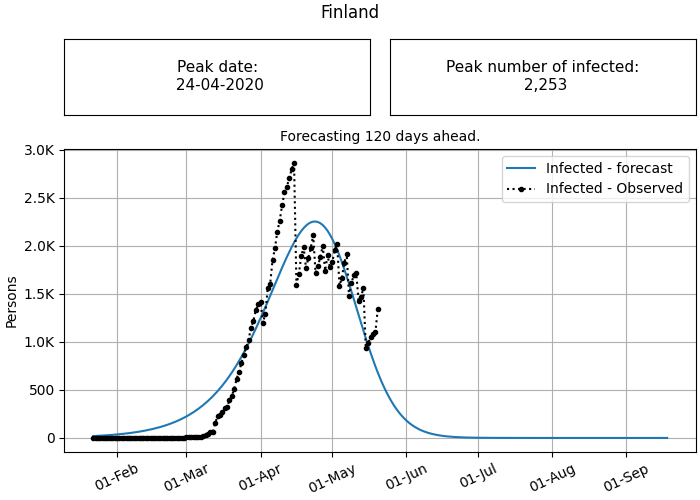 Finland
Peak date:
24-04-2020
Peak number of infected:
2,253
Forecasting 120 days ahead.
3.0K
2.5K
2.0K
1.5K
1.0K
500
0
Persons
Infected - forecast
Infected - Observed
01-Feb
01-Mar
01-Apr
01-May
01-Jun
01-Jul
01-Aug
01-Sep